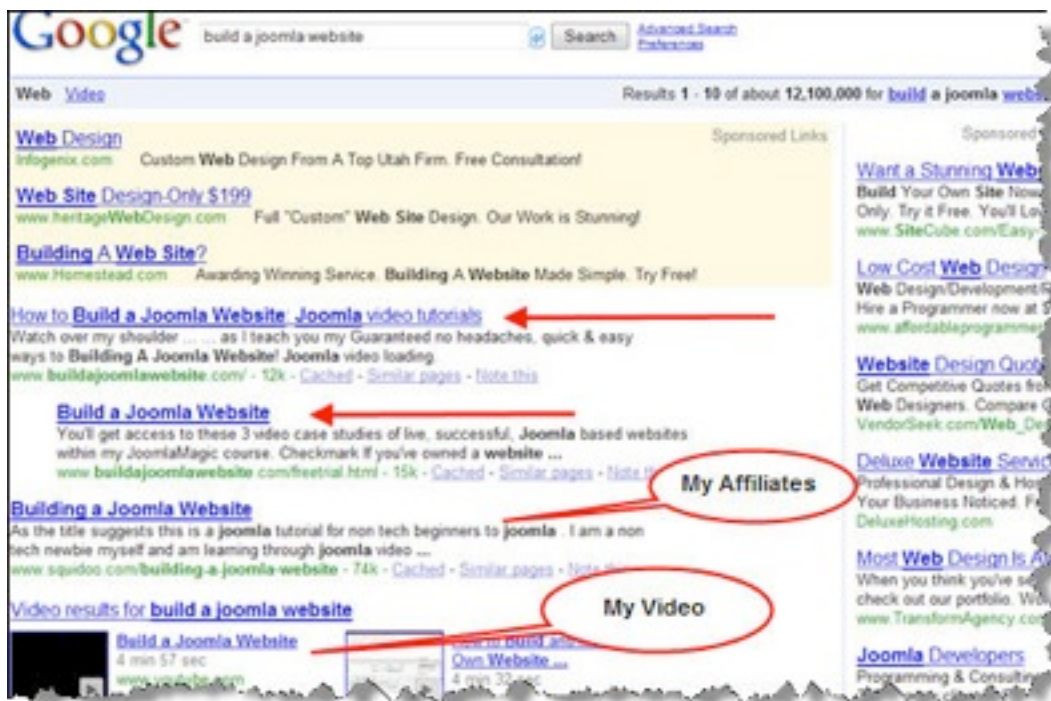 Google build a joomla website Search Advanced Search
Preferences
Web Video Results 1 - 10 of about 12,100,000 for build a joomla
Web Design Sponsored Links
Infogenix.com Custom Web Design From A Top Utah Firm. Free Consultation!
Web Site Design-Only $199
www.heritageWebDesign.com Full "Custom" Web Site Design. Our Work is Stunning!
Building A Web Site?
www.Homestead.com Awarding Winning Service. Building A Website Made Simple. Try Free!
How to Build a Joomla Website: Joomla video tutorials
Watch over my shoulder ... ... as I teach you my Guaranteed no headaches, quick & easy
ways to Building A Joomla Website! Joomla video loading.
www.buildajoomlawebsite.com/ - 12k - Cached - Similar pages - Note this
Build a Joomla Website
You'll get access to these 3 video case studies of live, successful, Joomla based websites
within my JoomlaMagic course. Checkmark If you've owned a website ...
www.buildajoomlawebsite.com/freetrial.html - 15k - Cached - Similar pages - Note this
My Affiliates
Building a Joomla Website
As the title suggests this is a joomla tutorial for non tech beginners to joomla . I am a non
tech newbie myself and am learning through joomla video ...
www.squidoo.com/building-a-joomla-website - 74k - Cached - Similar pages - Note
My Video
Video results for build a joomla website
Build a Joomla Website
4 min 57 sec
www.youtube.com
Own Website ...
4 min 32 sec
Sponsored
Want a Stunning
Build Your Own Site Now
Only. Try it Free. You'll
www.SiteCube.com/Easy-
Low Cost Web Design
Web Design/Development/
Hire a Programmer now at
Website Design
Get Competitive Quotes
Web Designers. Compare
VendorSeek.com/Web_
Deluxe Website
Professional Design &
Your Business Noticed.
DeluxeHosting.com
Most Web Design Is
When you think you've
check out our portfolio.
www.TransformAgency.com
Joomla Developers
Programming & Consulting